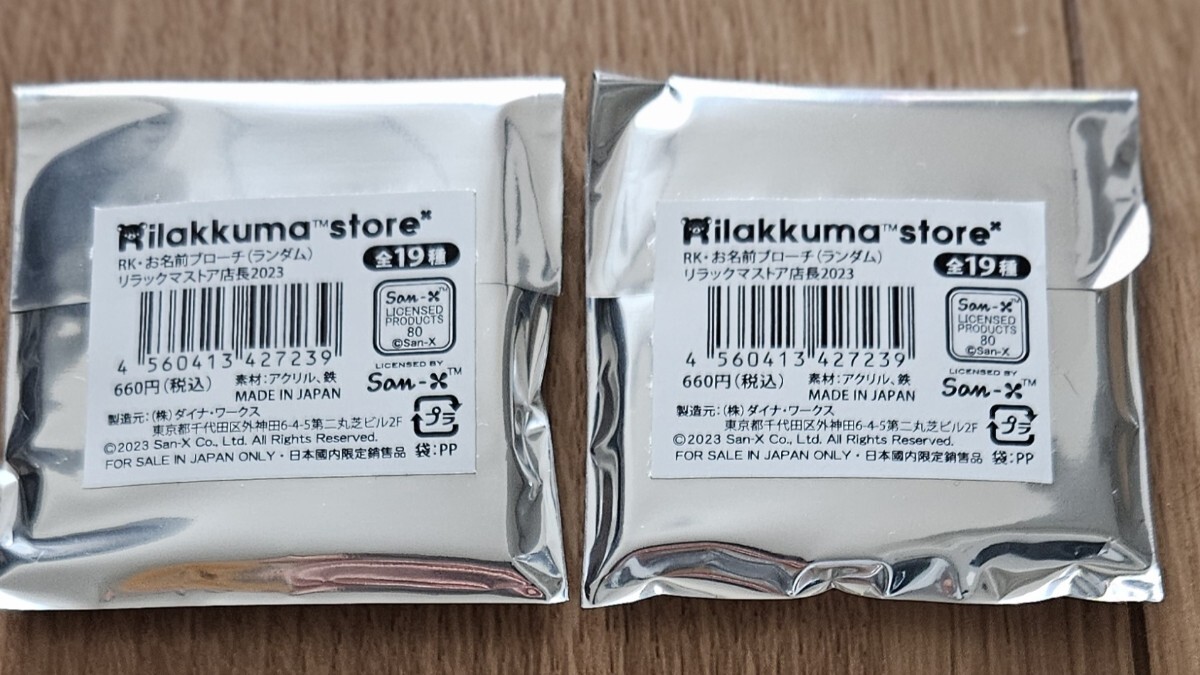 Rilakkuma™store
RK・お名前ブローチ(ランダム)
リラックマストア店長2023
全19種
San-X™
LICENSED
PRODUCTS
80
©San-X
4 560413 427239
LICENSED BY
San-X™
660円(税込)
素材:アクリル、鉄
MADE IN JAPAN
製造元:(株)ダイナ・ワークス
東京都千代田区外神田6-4-5第二丸芝ビル2F
プラ
©2023 San-X Co., Ltd. All Rights Reserved.
FOR SALE IN JAPAN ONLY・日本國内限定銷售品 袋:PP
Rilakkuma™store
RK・お名前ブローチ(ランダム)
リラックマストア店長2023
全19種
San-X™
LICENSED
PRODUCTS
80
©San-X
4 560413 427239
LICENSED BY
San-X™
660円(税込)
素材:アクリル、鉄
MADE IN JAPAN
製造元:(株)ダイナ・ワークス
東京都千代田区外神田6-4-5第二丸芝ビル2F
プラ
©2023 San-X Co., Ltd. All Rights Reserved.
FOR SALE IN JAPAN ONLY・日本國内限定銷售品 袋:PP